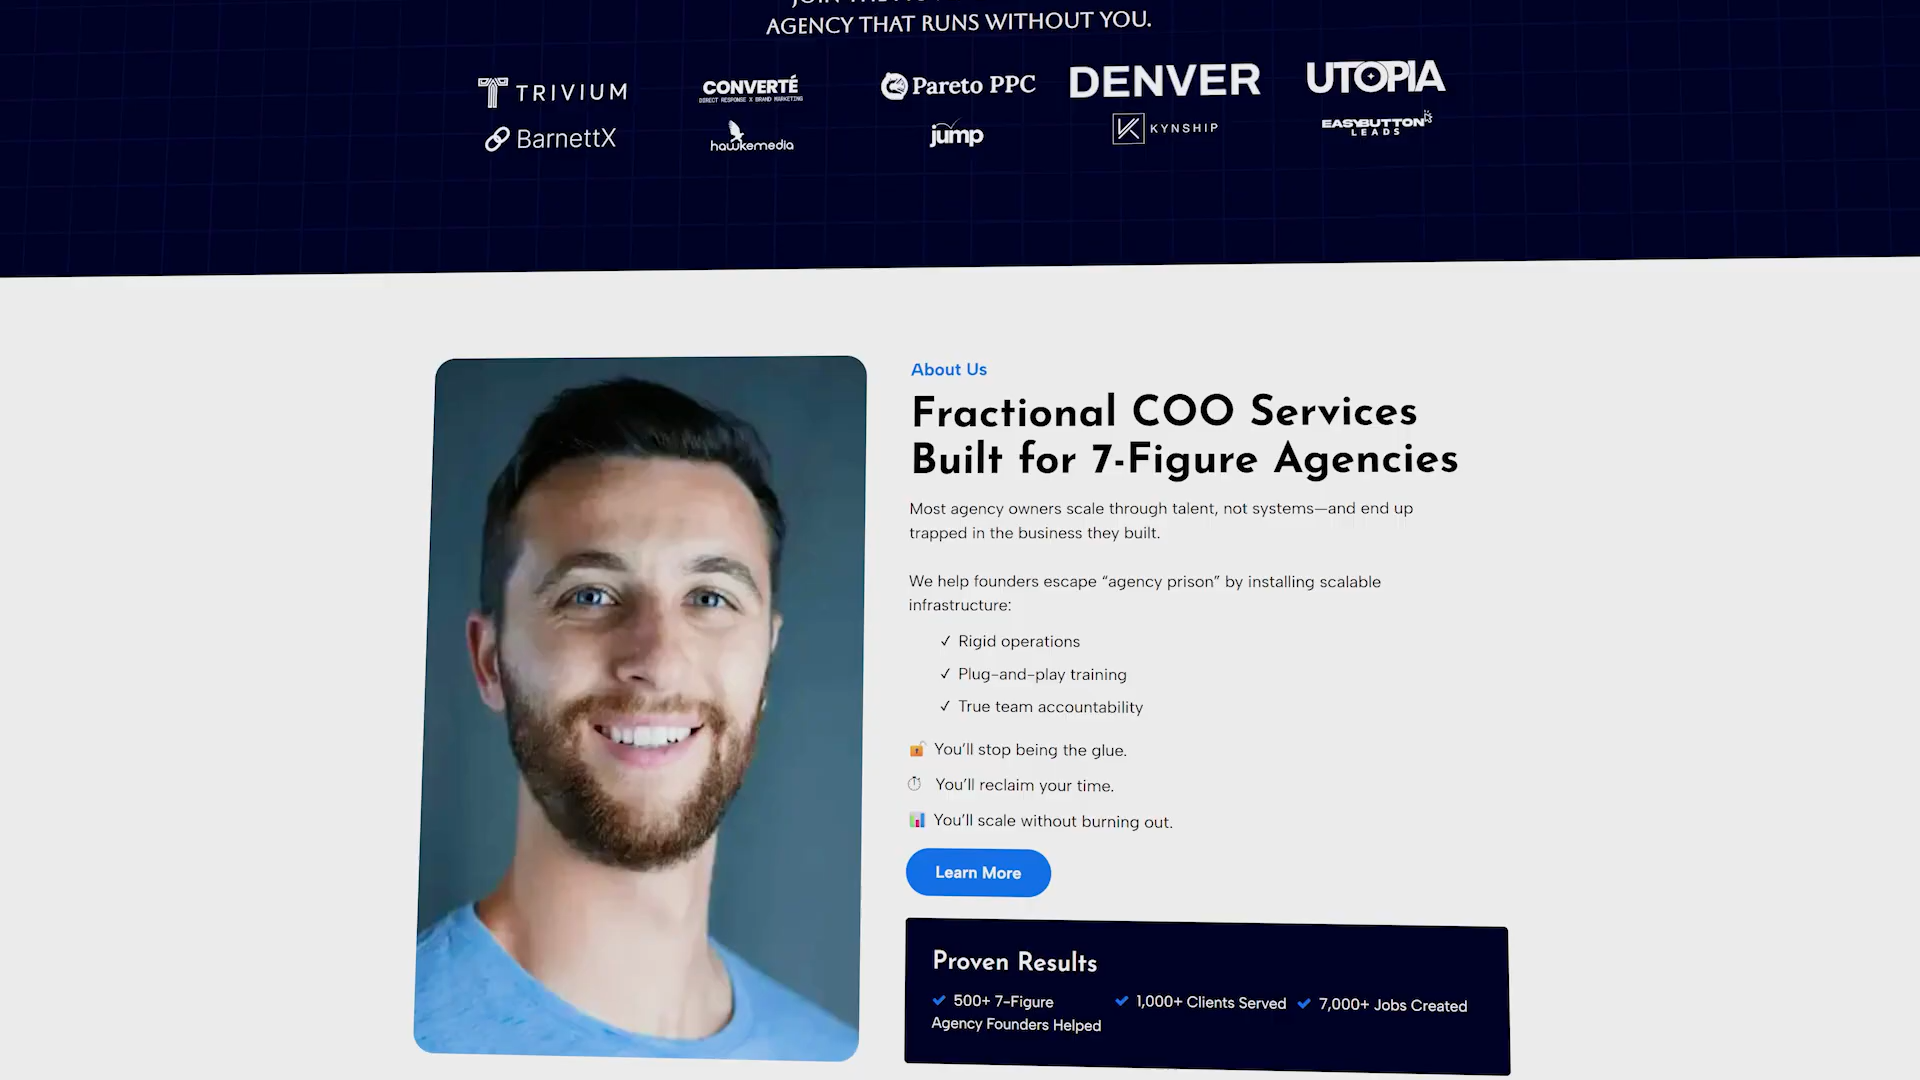 AGENCY THAT RUNS WITHOUT YOU.
TRIVIUM
CONVERTÉ
DIRECT RESPONSE X BRAND MARKETING
Pareto PPC
DENVER
UTOPIA
BarnettX
hawkemedia
jump
KYNSHIP
EASYBUTTON
LEADS
About Us
Fractional COO Services
Built for 7-Figure Agencies
Most agency owners scale through talent, not systems—and end up
trapped in the business they built.
We help founders escape “agency prison” by installing scalable
infrastructure:
✓ Rigid operations
✓ Plug-and-play training
✓ True team accountability
You’ll stop being the glue.
You’ll reclaim your time.
You’ll scale without burning out.
Learn More
Proven Results
500+ 7-Figure
Agency Founders Helped
1,000+ Clients Served
7,000+ Jobs Created